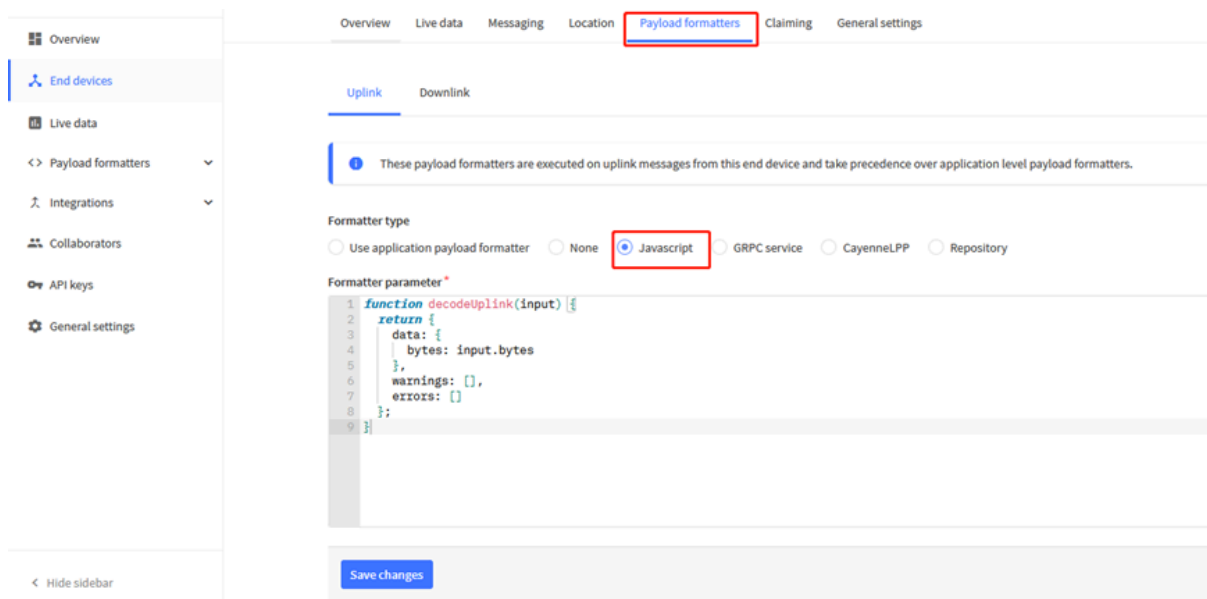 Overview Live data Messaging Location Payload formatters Claiming General settings
Overview
End devices
Live data
<> Payload formatters
Integrations
Collaborators
API keys
General settings
Uplink Downlink
These payload formatters are executed on uplink messages from this end device and take precedence over application level payload formatters.
Formatter type
Use application payload formatter None Javascript GRPC service CayenneLPP Repository
Formatter parameter*
1 function decodeUplink(input) {
2 return {
3 data: {
4 bytes: input.bytes
5 },
6 warnings: [],
7 errors: []
8 };
9 }
Save changes
< Hide sidebar